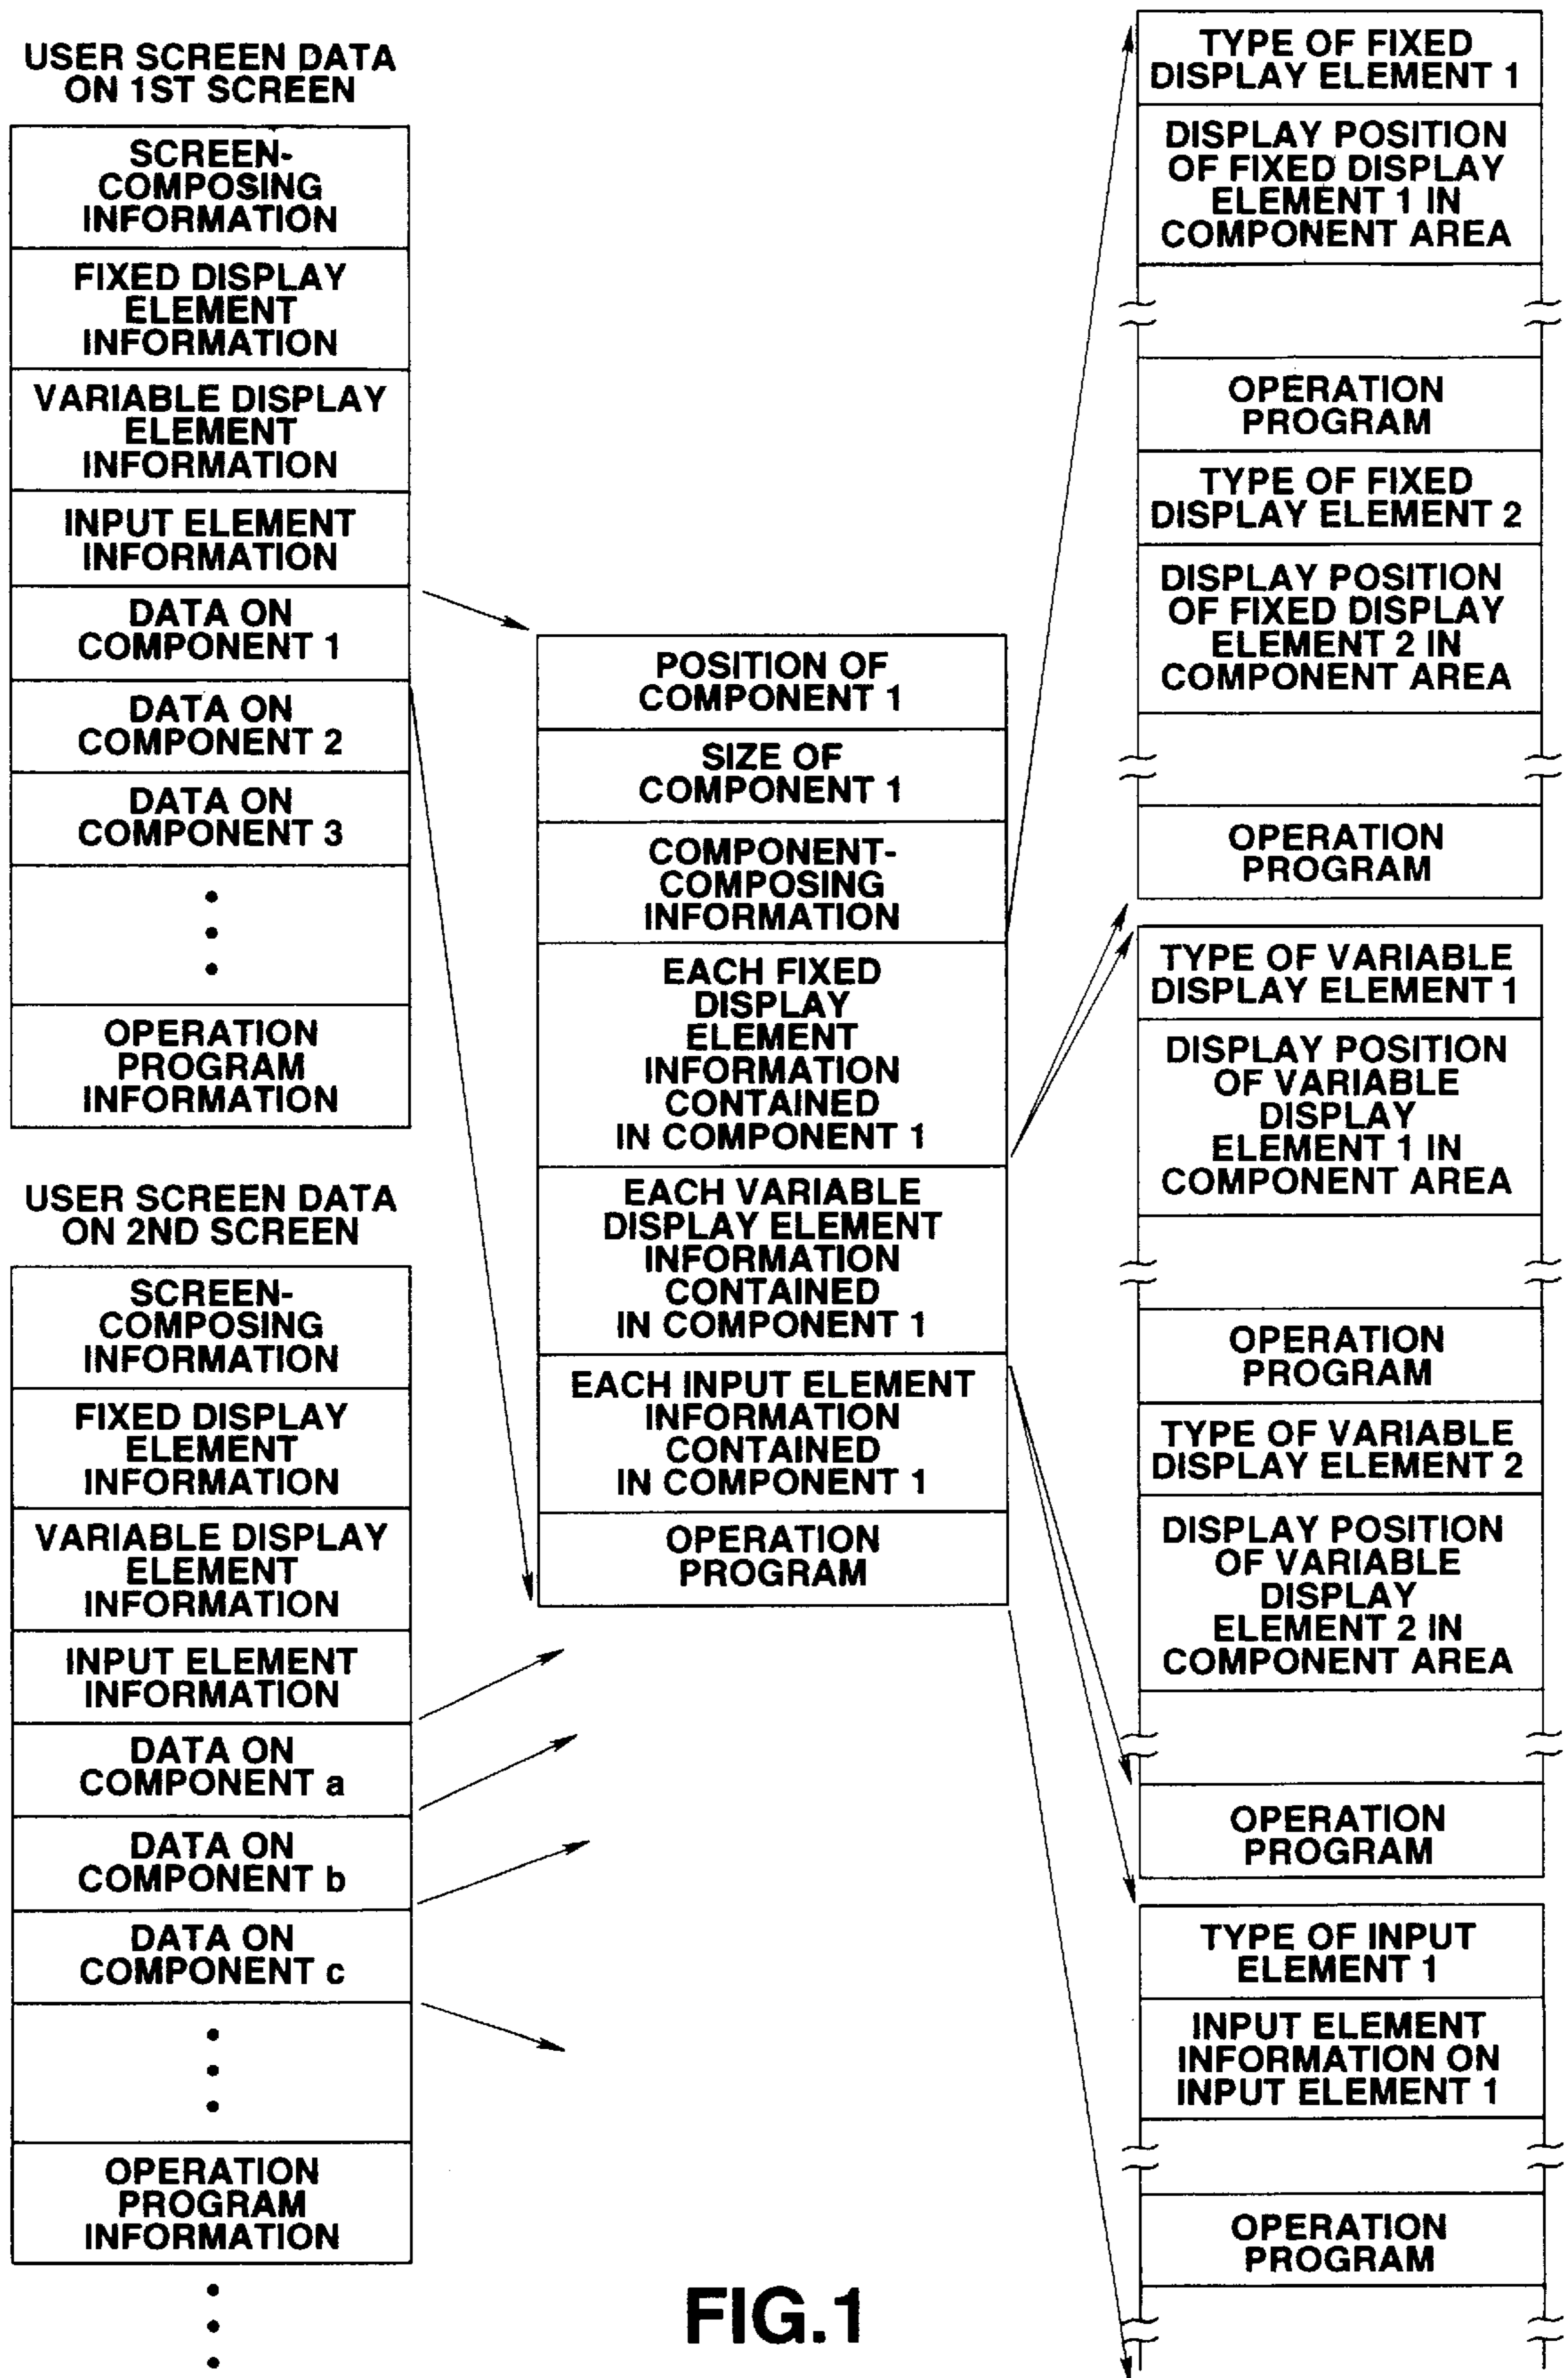 USER SCREEN DATA
ON 1ST SCREEN
SCREEN-
COMPOSING
INFORMATION
FIXED DISPLAY
ELEMENT
INFORMATION
VARIABLE DISPLAY
ELEMENT
INFORMATION
INPUT ELEMENT
INFORMATION
DATA ON
COMPONENT 1
DATA ON
COMPONENT 2
DATA ON
COMPONENT 3
OPERATION
PROGRAM
INFORMATION
USER SCREEN DATA
ON 2ND SCREEN
SCREEN-
COMPOSING
INFORMATION
FIXED DISPLAY
ELEMENT
INFORMATION
VARIABLE DISPLAY
ELEMENT
INFORMATION
INPUT ELEMENT
INFORMATION
DATA ON
COMPONENT a
DATA ON
COMPONENT b
DATA ON
COMPONENT c
OPERATION
PROGRAM
INFORMATION
POSITION OF
COMPONENT 1
SIZE OF
COMPONENT 1
COMPONENT-
COMPOSING
INFORMATION
EACH FIXED
DISPLAY
ELEMENT
INFORMATION
CONTAINED
IN COMPONENT 1
EACH VARIABLE
DISPLAY ELEMENT
INFORMATION
CONTAINED
IN COMPONENT 1
EACH INPUT ELEMENT
INFORMATION
CONTAINED
IN COMPONENT 1
OPERATION
PROGRAM
TYPE OF FIXED
DISPLAY ELEMENT 1
DISPLAY POSITION
OF FIXED DISPLAY
ELEMENT 1 IN
COMPONENT AREA
OPERATION
PROGRAM
TYPE OF FIXED
DISPLAY ELEMENT 2
DISPLAY POSITION
OF FIXED DISPLAY
ELEMENT 2 IN
COMPONENT AREA
OPERATION
PROGRAM
TYPE OF VARIABLE
DISPLAY ELEMENT 1
DISPLAY POSITION
OF VARIABLE
DISPLAY
ELEMENT 1 IN
COMPONENT AREA
OPERATION
PROGRAM
TYPE OF VARIABLE
DISPLAY ELEMENT 2
DISPLAY POSITION
OF VARIABLE
DISPLAY
ELEMENT 2 IN
COMPONENT AREA
OPERATION
PROGRAM
TYPE OF INPUT
ELEMENT 1
INPUT ELEMENT
INFORMATION ON
INPUT ELEMENT 1
OPERATION
PROGRAM
FIG.1